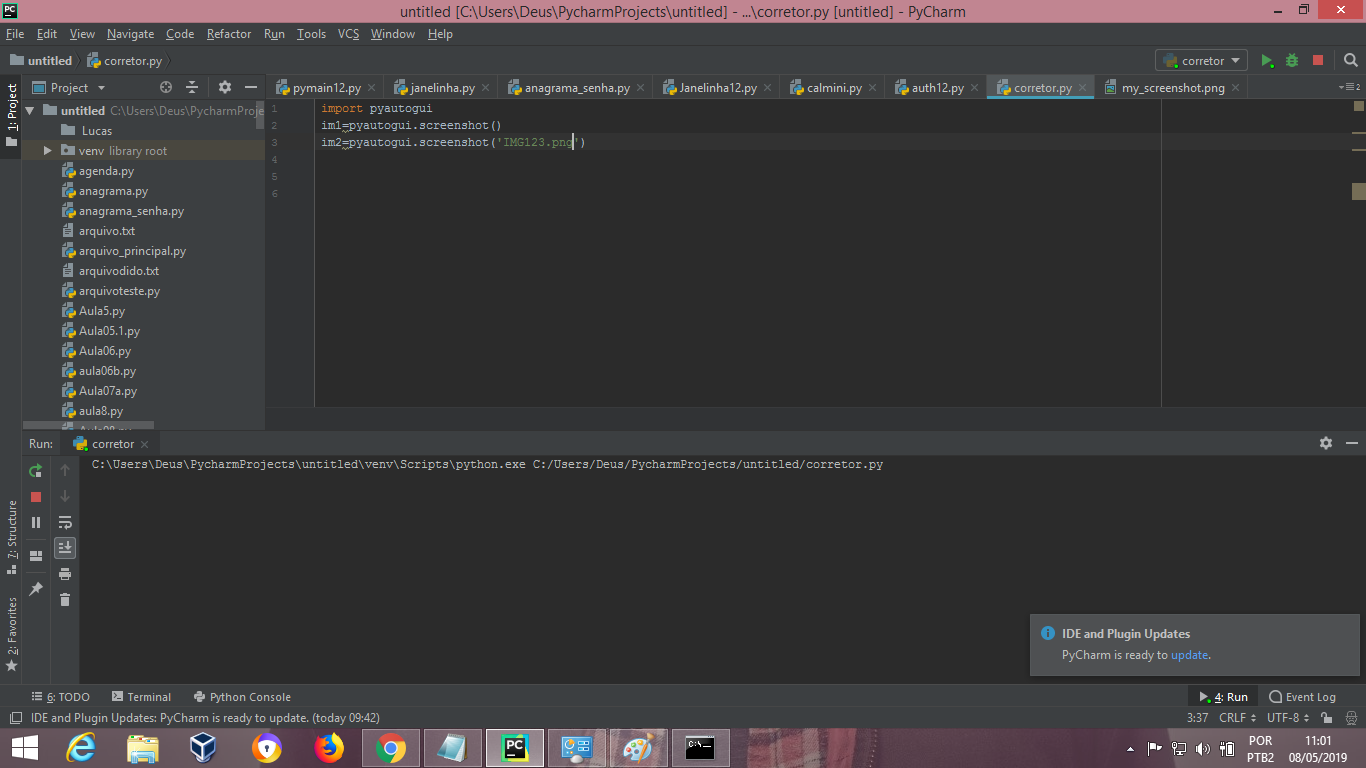 untitled [C:\Users\Deus\PycharmProjects\untitled] - ...\corretor.py [untitled] - PyCharm
File Edit View Navigate Code Refactor Run Tools VCS Window Help
untitled corretor.py corretor
1: Project
Project
pymain12.py janelinha.py anagrama_senha.py Janelinha12.py calmini.py auth12.py corretor.py my_screenshot.png 2
untitled C:\Users\Deus\PycharmProje
Lucas
venv library root
agenda.py
anagrama.py
anagrama_senha.py
arquivo.txt
arquivo_principal.py
arquivodido.txt
arquivoteste.py
Aula5.py
Aula05.1.py
Aula06.py
aula06b.py
Aula07a.py
aula8.py
1 import pyautogui
2 im1=pyautogui.screenshot()
3 im2=pyautogui.screenshot('IMG123.png')
4
5
6
Run: corretor
C:\Users\Deus\PycharmProjects\untitled\venv\Scripts\python.exe C:/Users/Deus/PycharmProjects/untitled/corretor.py
7: Structure
2: Favorites
IDE and Plugin Updates
PyCharm is ready to update.
6: TODO Terminal Python Console 4: Run Event Log
IDE and Plugin Updates: PyCharm is ready to update. (today 09:42) 3:37 CRLF UTF-8
PC
C:\_
POR 11:01
PTB2 08/05/2019